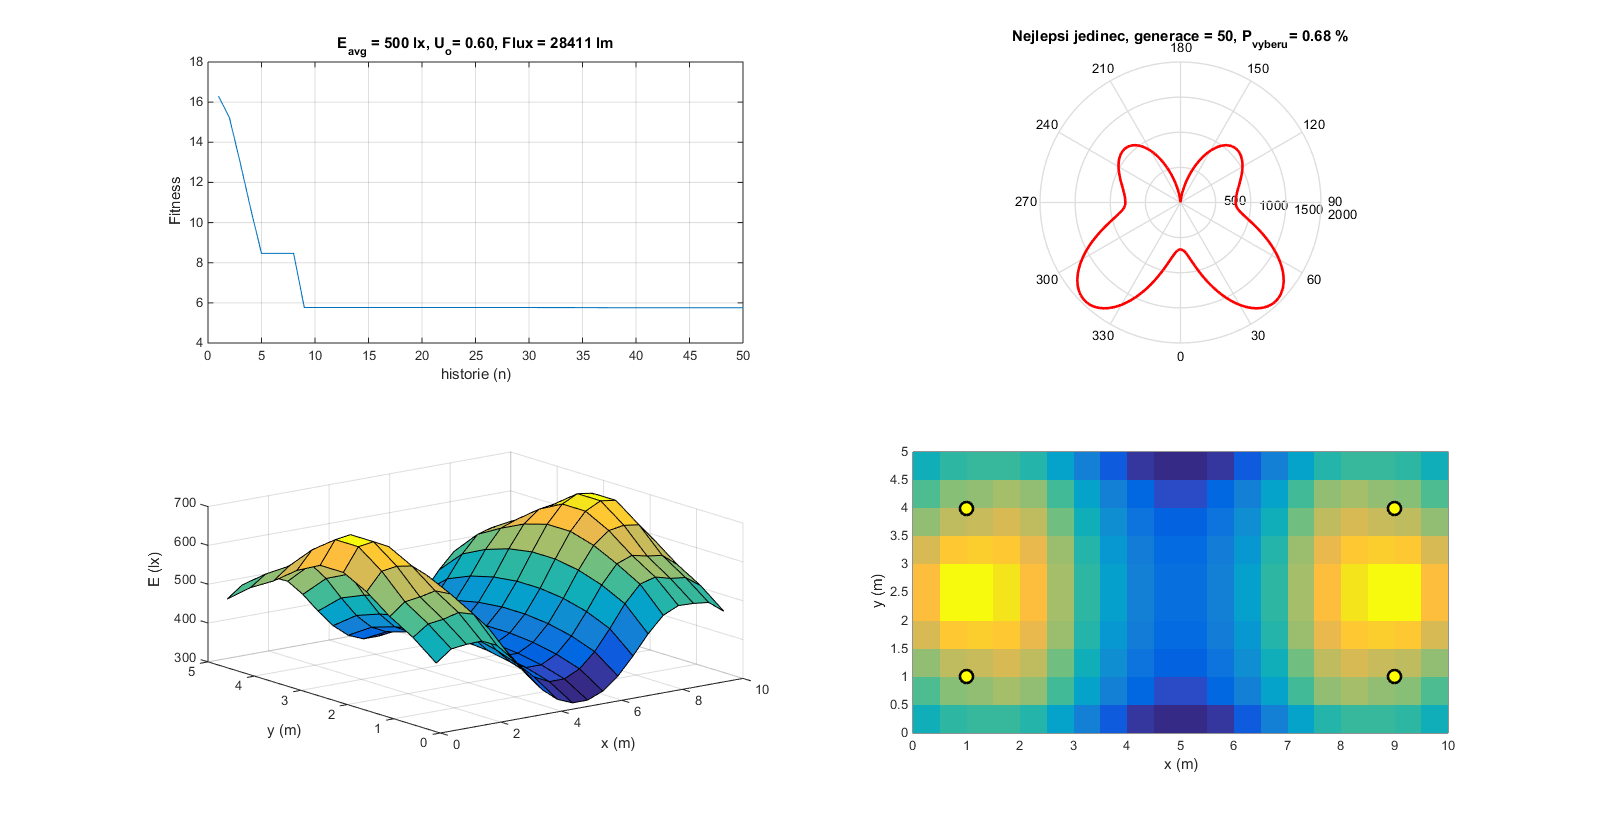 E_avg = 500 lx, U_o = 0.60, Flux = 28411 lm
18
16
14
12
10
8
6
4
Fitness
0 5 10 15 20 25 30 35 40 45 50
historie (n)
Nejlepsi jedinec, generace = 50, P_vyberu = 0.68 %
180
210 150
240 120
270 500 1000 1500 2000 90
300 60
330 30
0
700
600
500
400
300
E (lx)
5 4 3 2 1 0
y (m)
0 2 4 6 8 10
x (m)
5
4.5
4
3.5
3
2.5
2
1.5
1
0.5
0
y (m)
0 1 2 3 4 5 6 7 8 9 10
x (m)